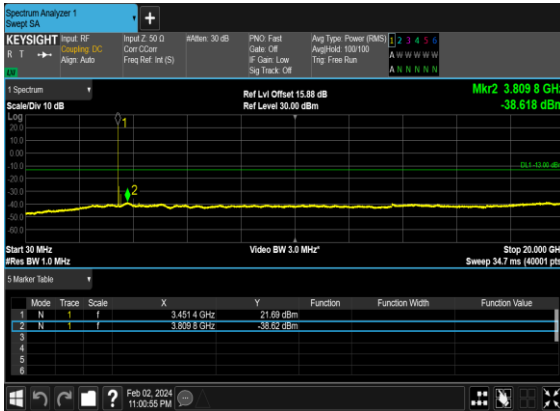 Spectrum Analyzer 1
Swept SA
+
KEYSIGHT Input: RF Input Z: 50 Ω #Atten: 30 dB PNO: Fast Avg Type: Power (RMS) 1 2 3 4 5 6
R T Coupling: DC Corr CCorr Gate: Off Avg|Hold: 100/100 A W W W W W
Align: Auto Freq Ref: Int (S) IF Gain: Low Trig: Free Run
Sig Track: Off A N N N N N
1 Spectrum Ref Lvl Offset 15.88 dB Mkr2 3.809 8 GHz
Scale/Div 10 dB Ref Level 30.00 dBm -38.618 dBm
Log
1
20.0
10.0
0.00
-10.0
DL1 -13.00 dBm
-20.0
-30.0
2
-40.0
-50.0
-60.0
Start 30 MHz Video BW 3.0 MHz* Stop 20.000 GHz
#Res BW 1.0 MHz Sweep 34.7 ms (40001 pts)
5 Marker Table
Mode Trace Scale X Y Function Function Width Function Value
1 N 1 f 3.451 4 GHz 21.69 dBm
2 N 1 f 3.809 8 GHz -38.62 dBm
3
4
5
6
? Feb 02, 2024
11:00:55 PM